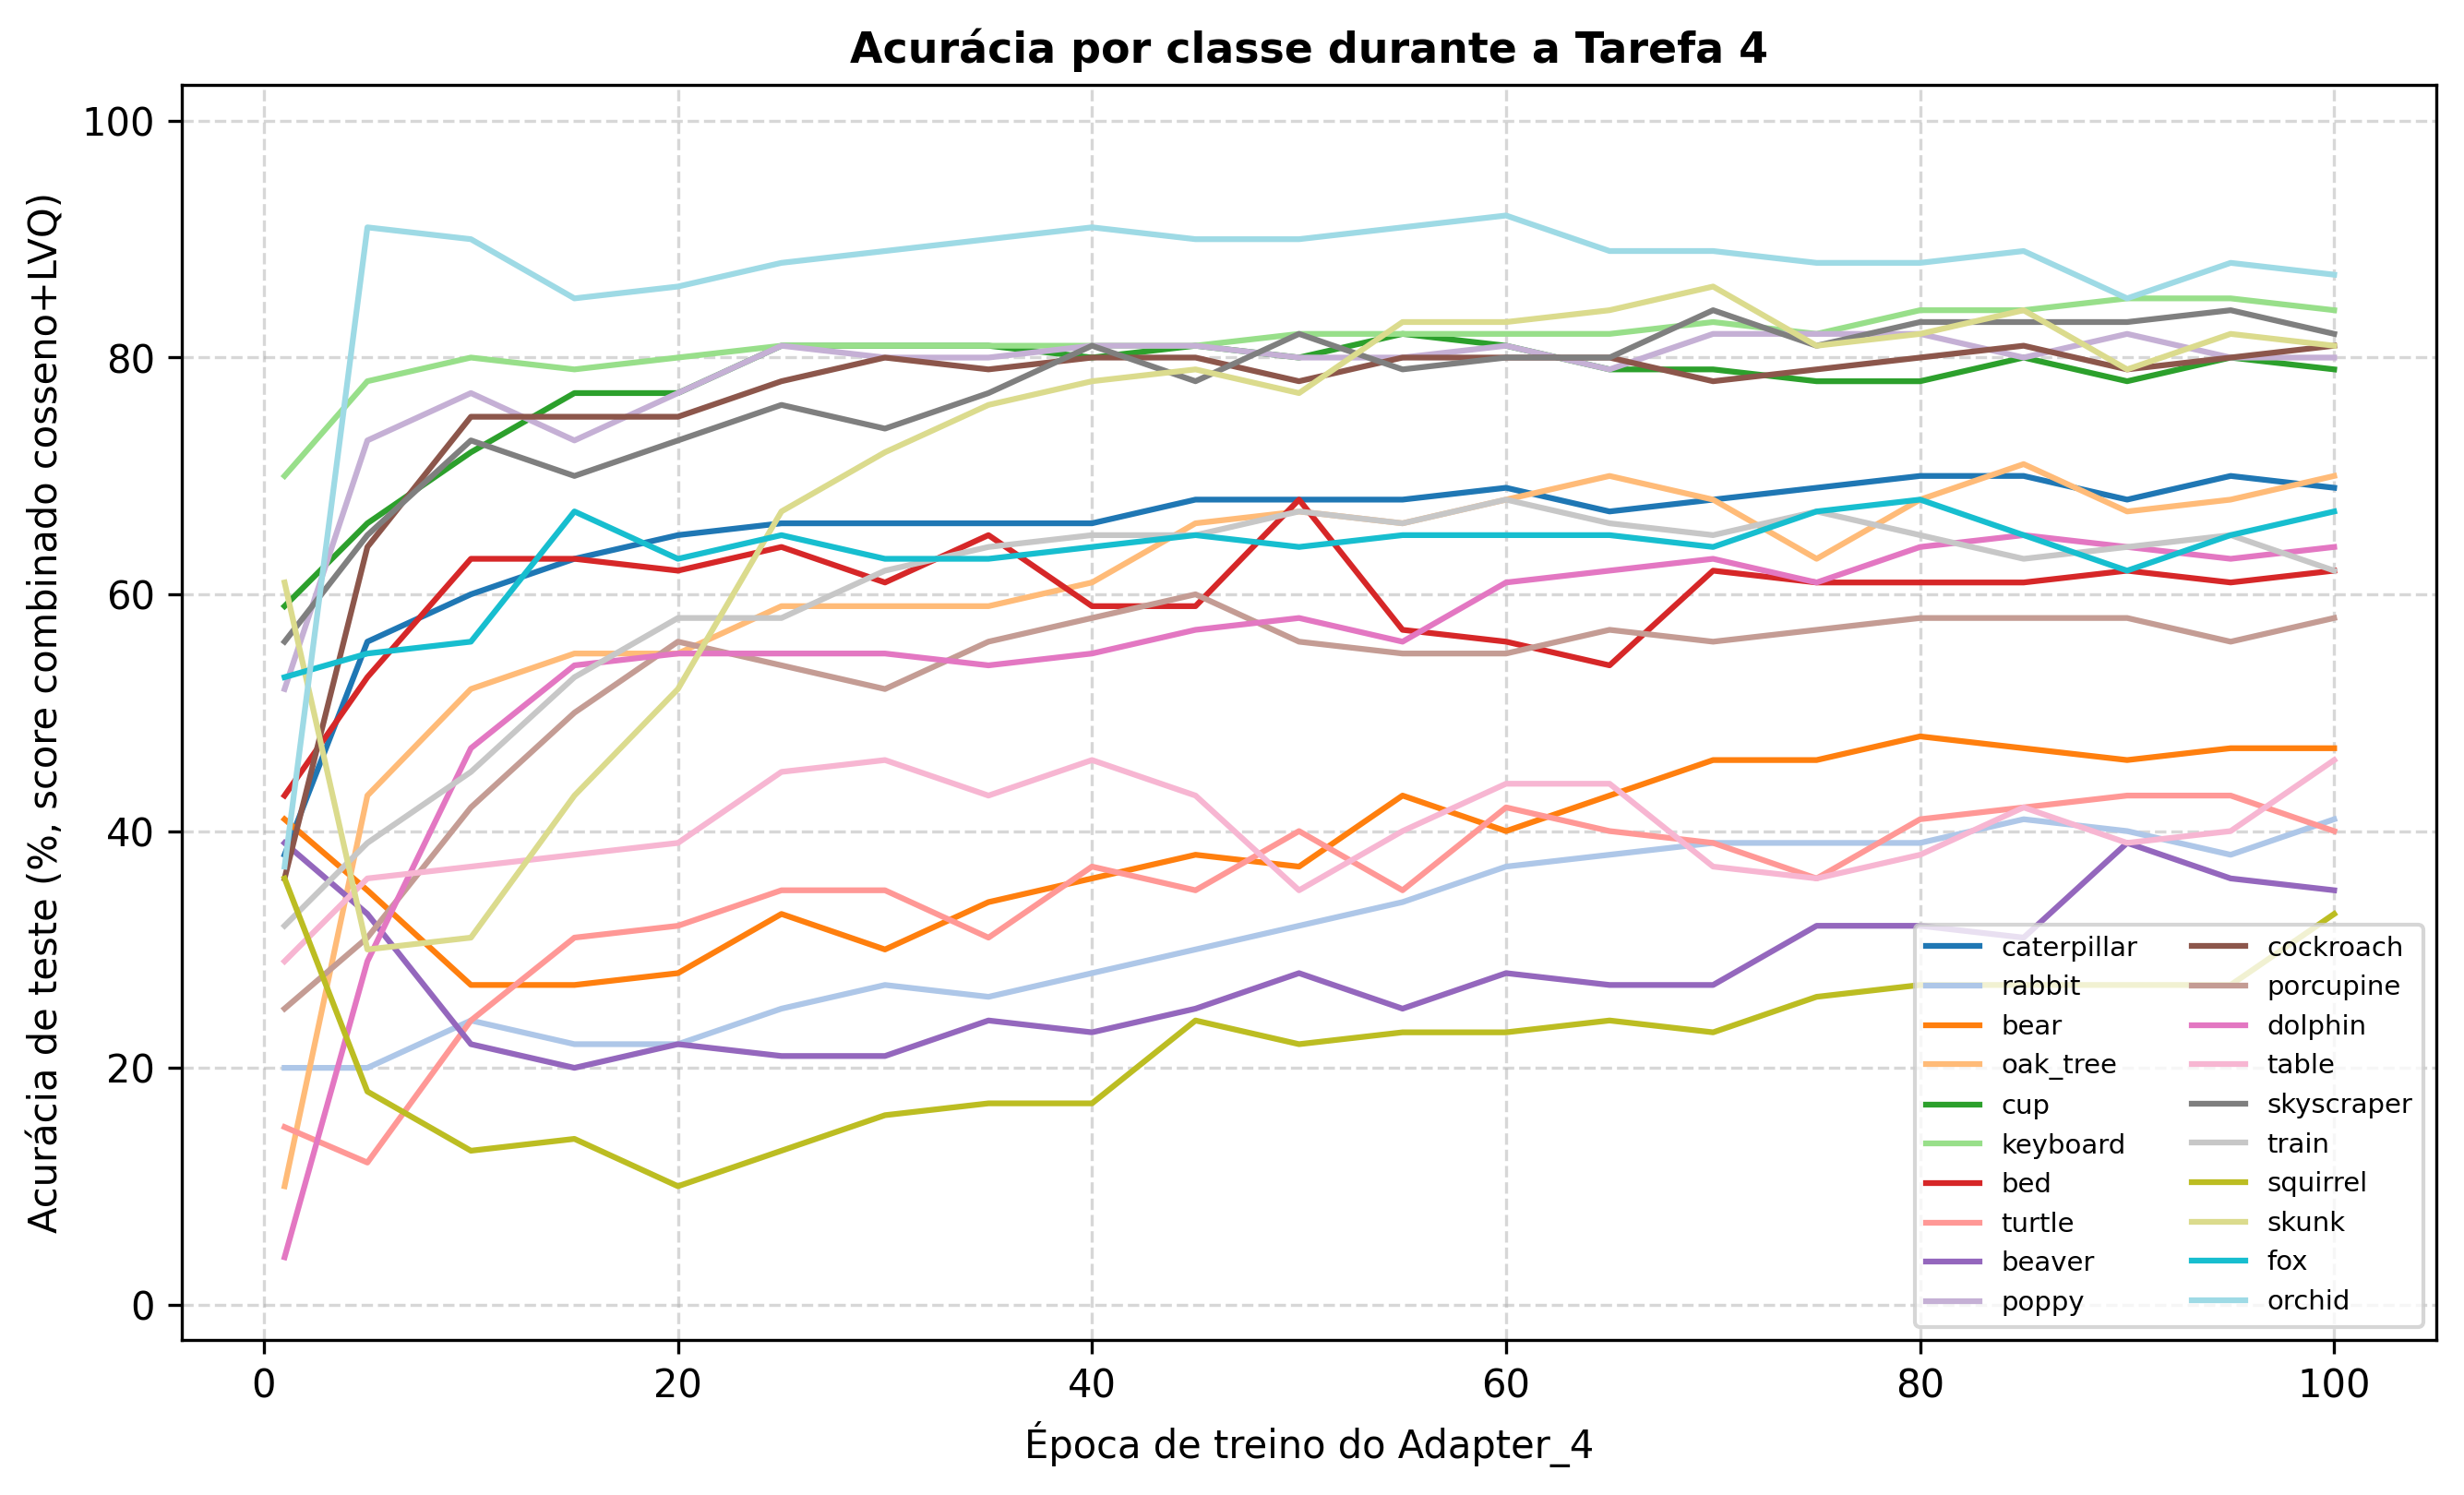 Acurácia por classe durante a Tarefa 4
Acurácia de teste (%, score combinado cosseno+LVQ)
100
80
60
40
20
0
0 20 40 60 80 100
Época de treino do Adapter_4
caterpillar
rabbit
bear
oak_tree
cup
keyboard
bed
turtle
beaver
poppy
cockroach
porcupine
dolphin
table
skyscraper
train
squirrel
skunk
fox
orchid